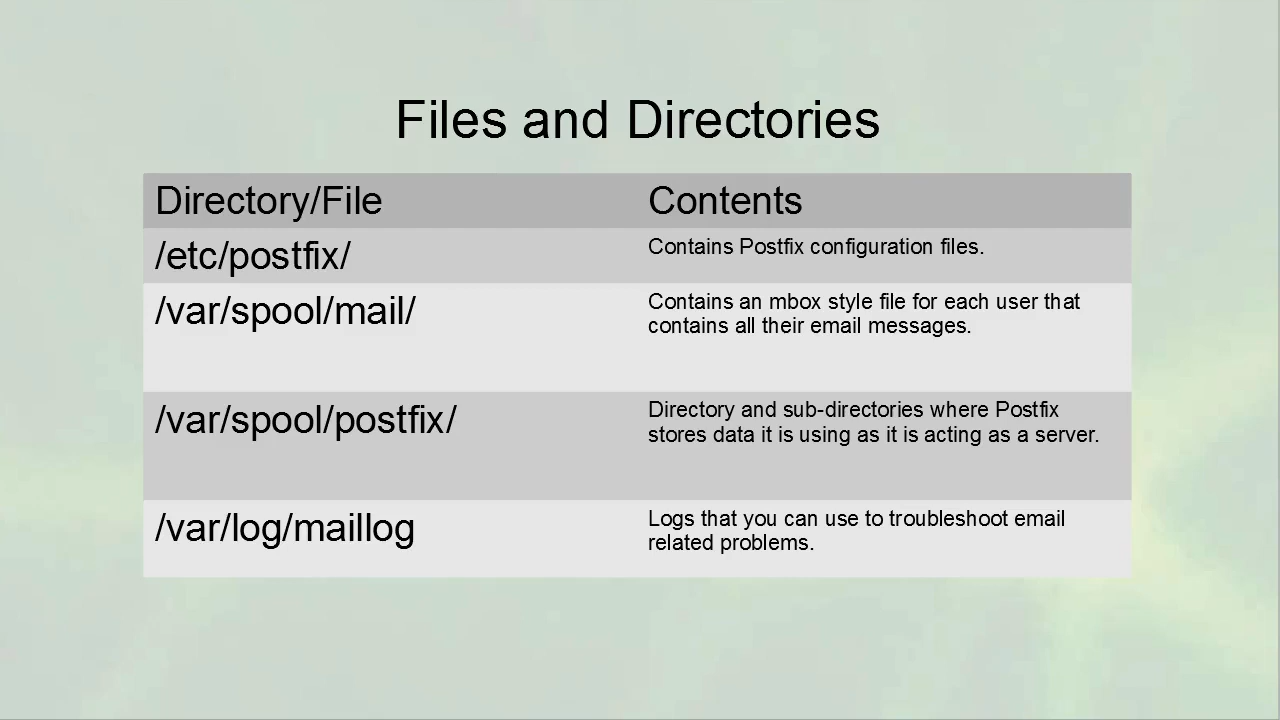 Files and Directories
Directory/File
Contents
/etc/postfix/
Contains Postfix configuration files.
/var/spool/mail/
Contains an mbox style file for each user that
contains all their email messages.
/var/spool/postfix/
Directory and sub-directories where Postfix
stores data it is using as it is acting as a server.
/var/log/maillog
Logs that you can use to troubleshoot email
related problems.